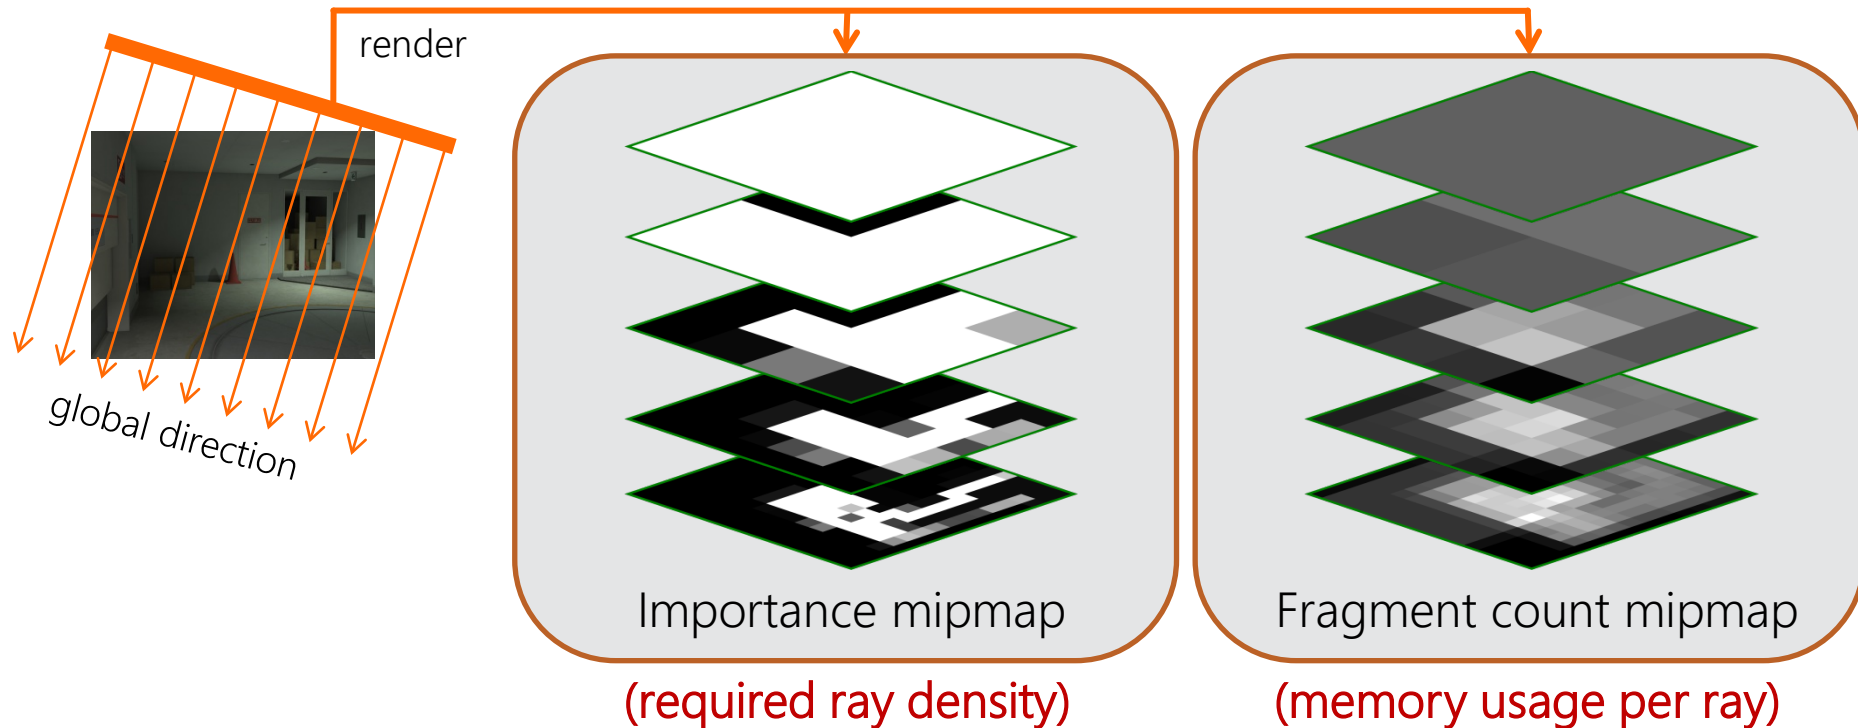 render
global direction
Importance mipmap
Fragment count mipmap
(required ray density)
(memory usage per ray)